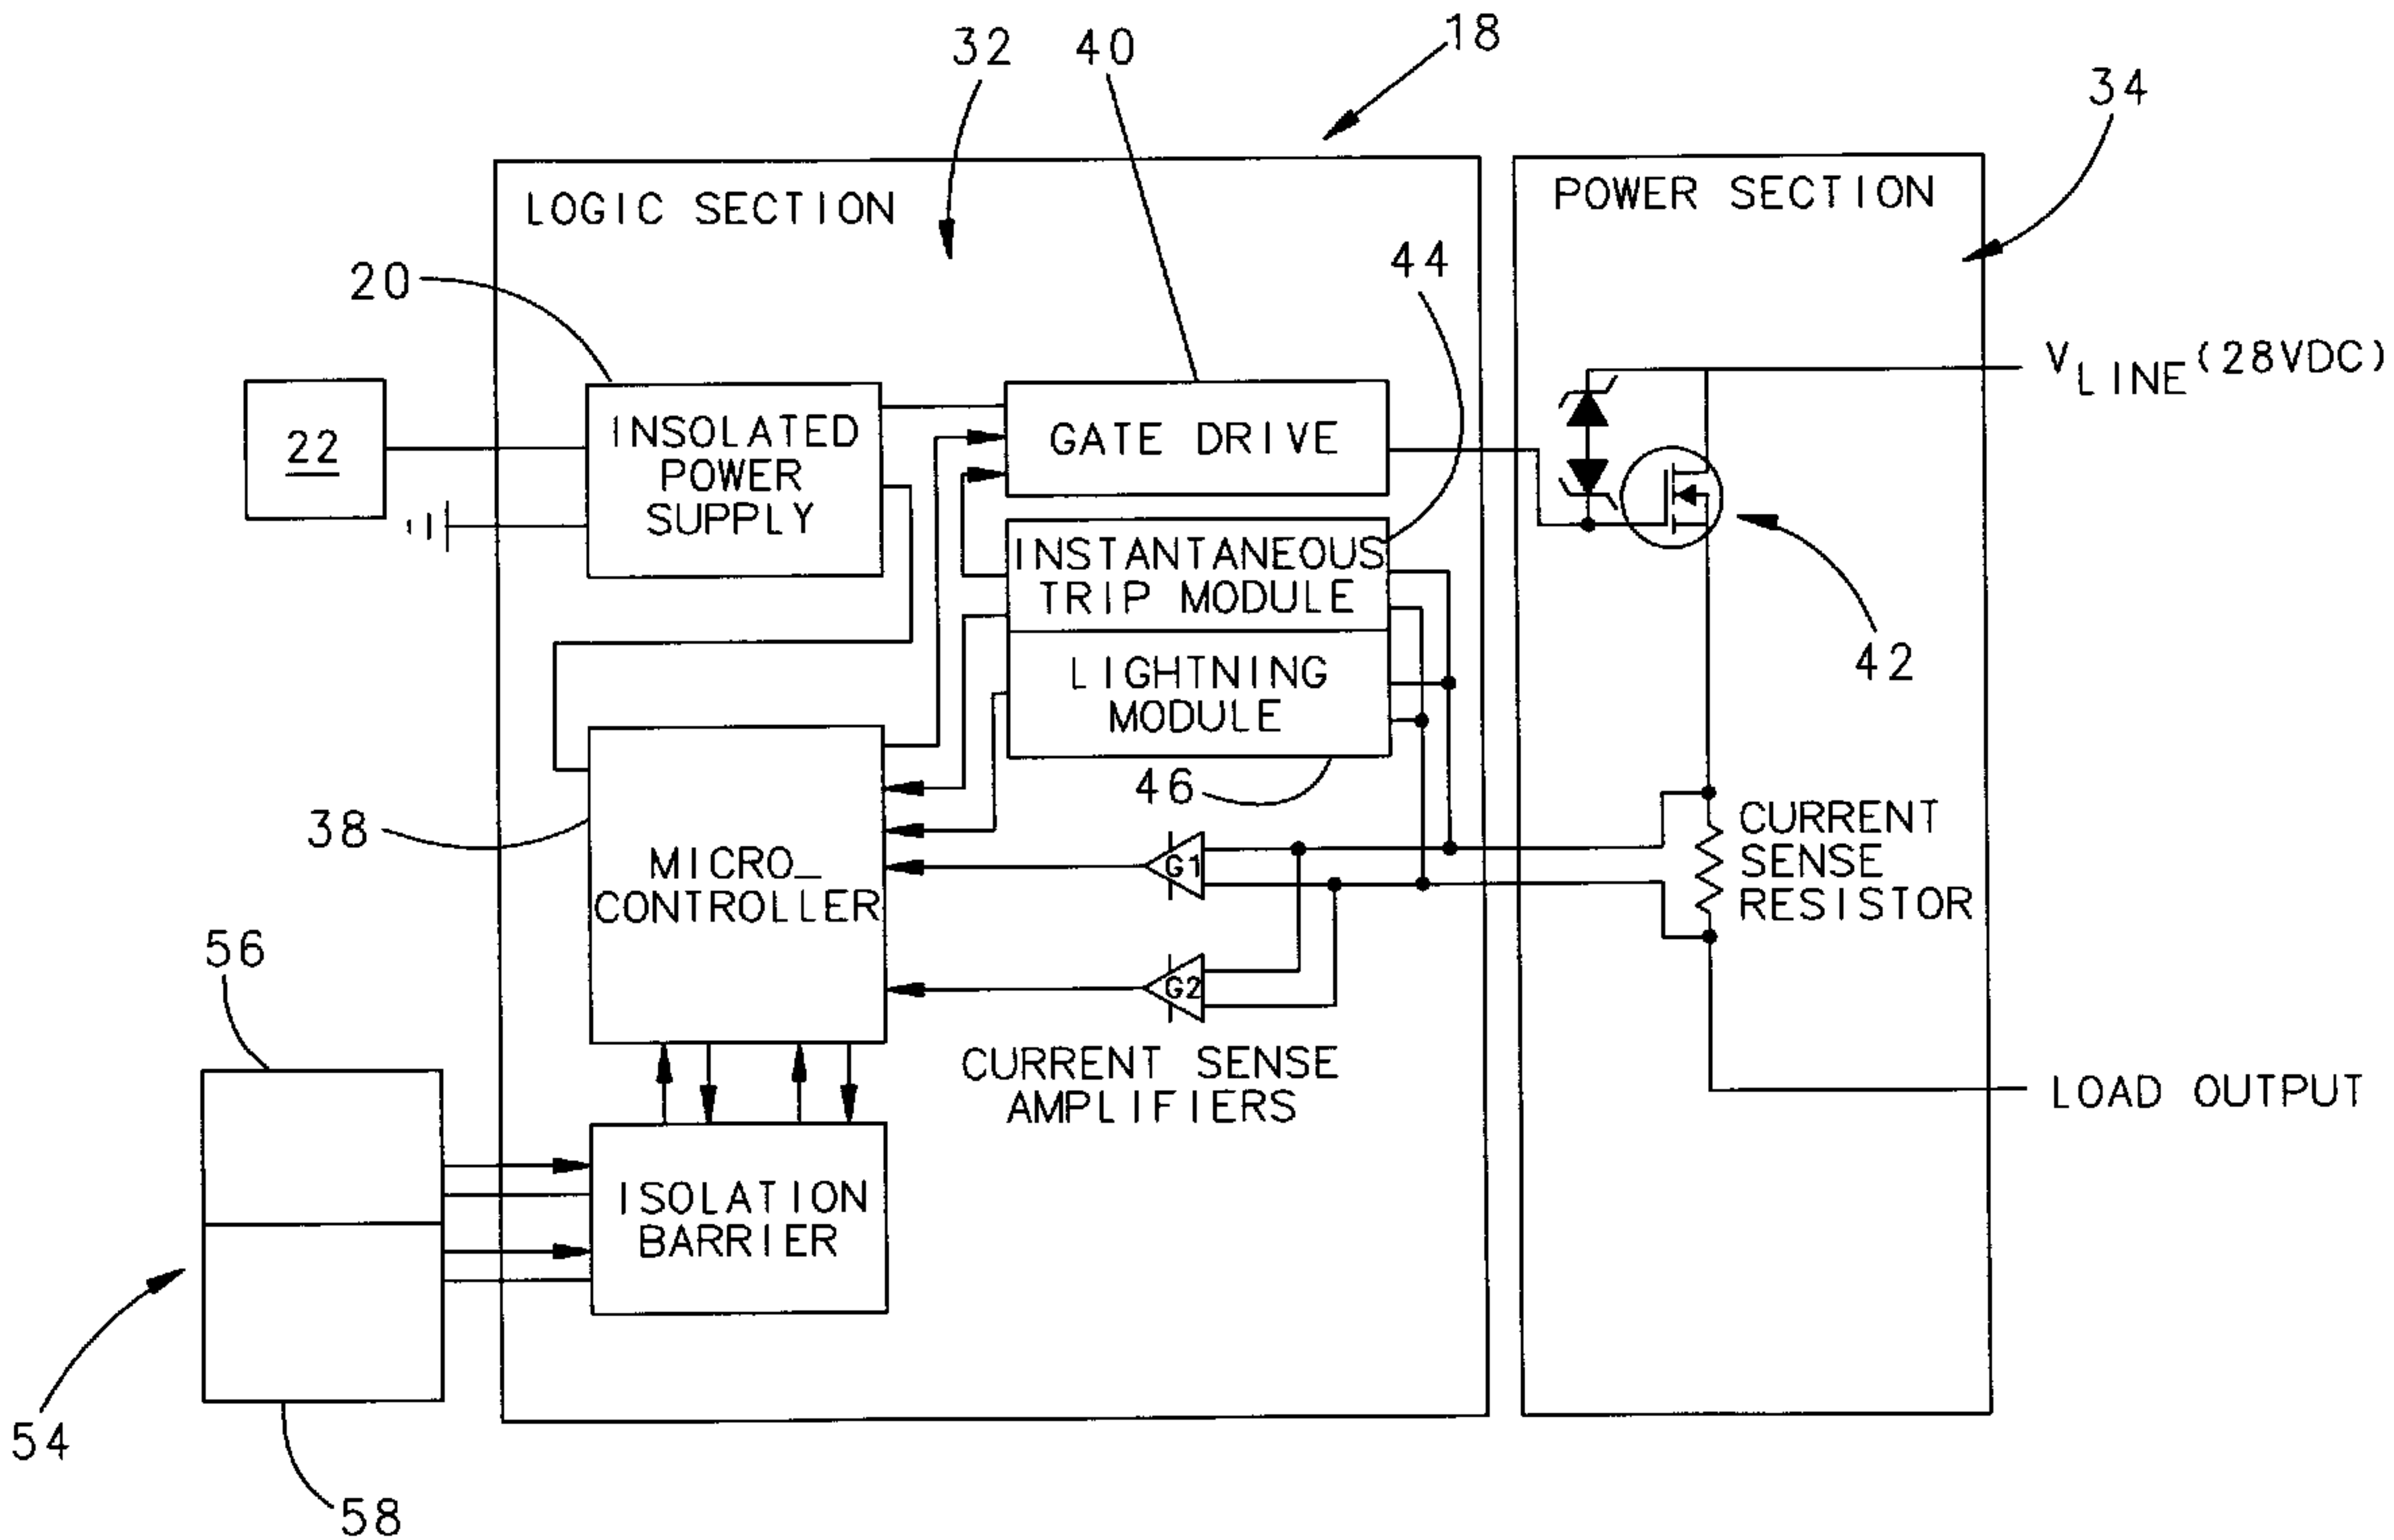 18
32
40
34
LOGIC SECTION
POWER SECTION
44
20
V LINE (28VDC)
22
INSOLATED
POWER
SUPPLY
GATE DRIVE
INSTANTANEOUS
TRIP MODULE
42
LIGHTNING
MODULE
46
38
MICRO_
CONTROLLER
G1
CURRENT
SENSE
RESISTOR
56
G2
CURRENT SENSE
AMPLIFIERS
LOAD OUTPUT
ISOLATION
BARRIER
54
58